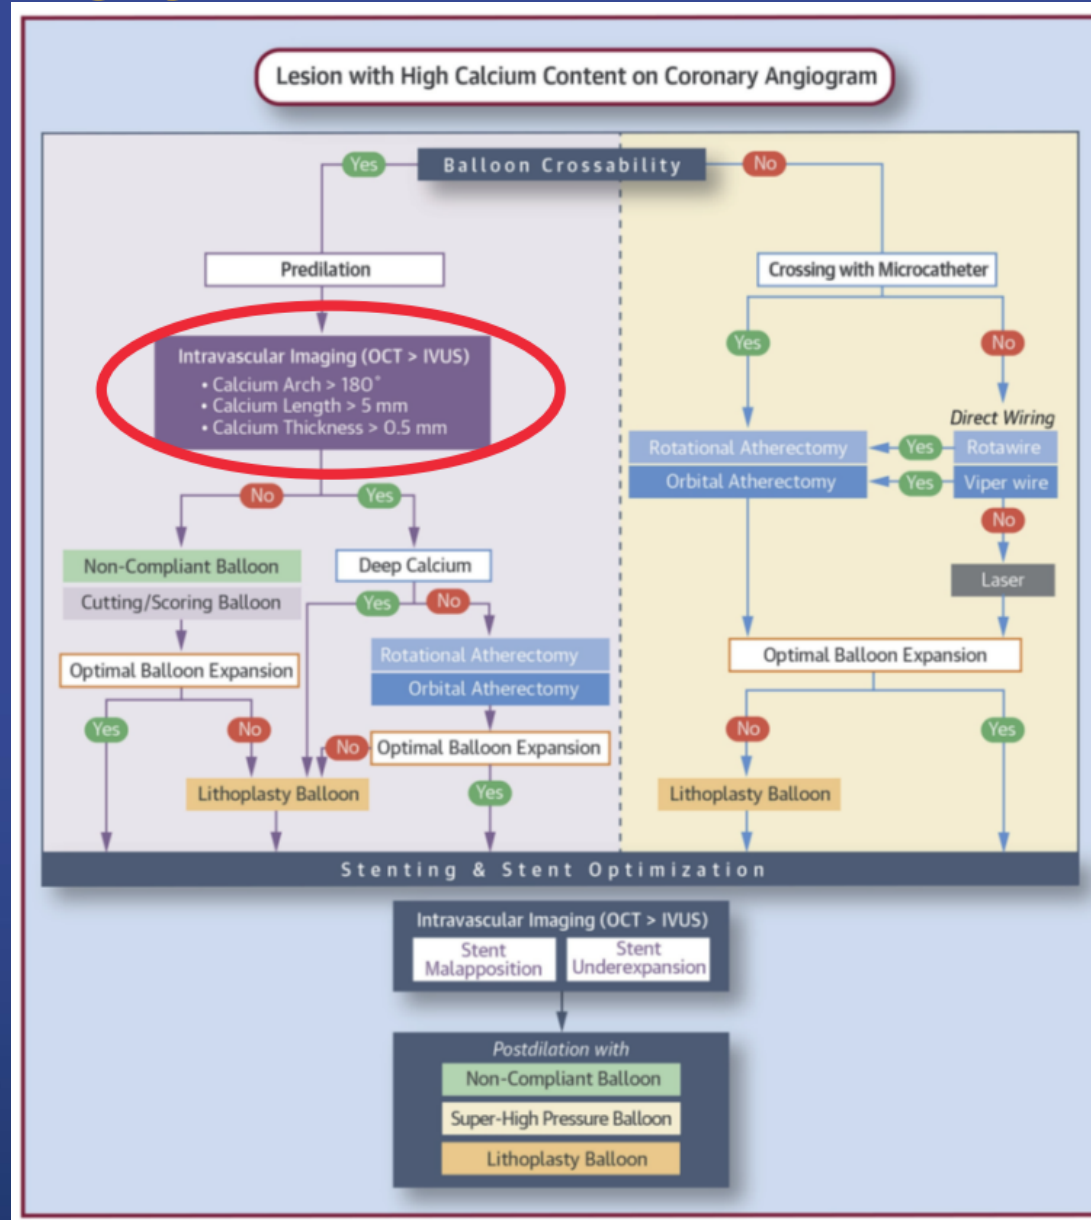 Lesion with High Calcium Content on Coronary Angiogram
Yes
Balloon Crossability
No
Predilation
Crossing with Microcatheter
Intravascular Imaging (OCT > IVUS)
• Calcium Arch > 180°
• Calcium Length > 5 mm
• Calcium Thickness > 0.5 mm
Yes
No
Direct Wiring
Rotational Atherectomy
Yes
Rotawire
Orbital Atherectomy
Yes
Viper wire
No
Yes
No
Non-Compliant Balloon
Deep Calcium
Laser
Cutting/Scoring Balloon
Yes
No
Optimal Balloon Expansion
Rotational Atherectomy
Orbital Atherectomy
Optimal Balloon Expansion
Yes
No
No
Optimal Balloon Expansion
No
Yes
Lithoplasty Balloon
Yes
Lithoplasty Balloon
Stenting & Stent Optimization
Intravascular Imaging (OCT > IVUS)
Stent
Malapposition
Stent
Underexpansion
Postdilation with
Non-Compliant Balloon
Super-High Pressure Balloon
Lithoplasty Balloon